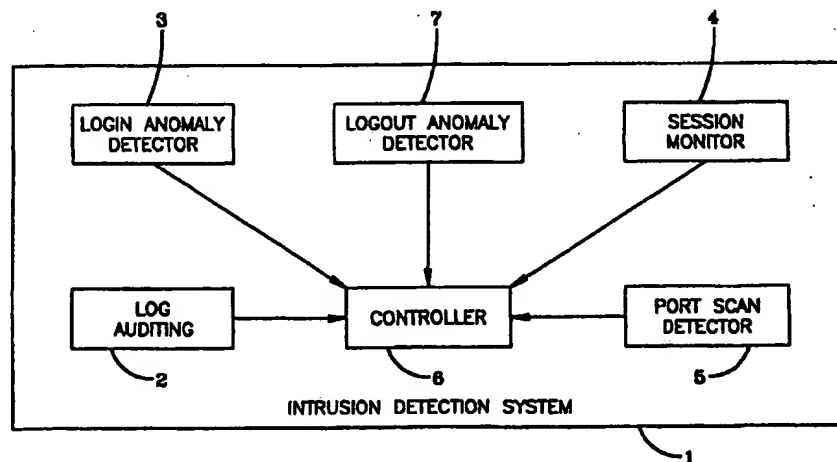 3
7
4
LOGIN ANOMALY
DETECTOR
LOGOUT ANOMALY
DETECTOR
SESSION
MONITOR
LOG
AUDITING
CONTROLLER
PORT SCAN
DETECTOR
2
6
5
INTRUSION DETECTION SYSTEM
1